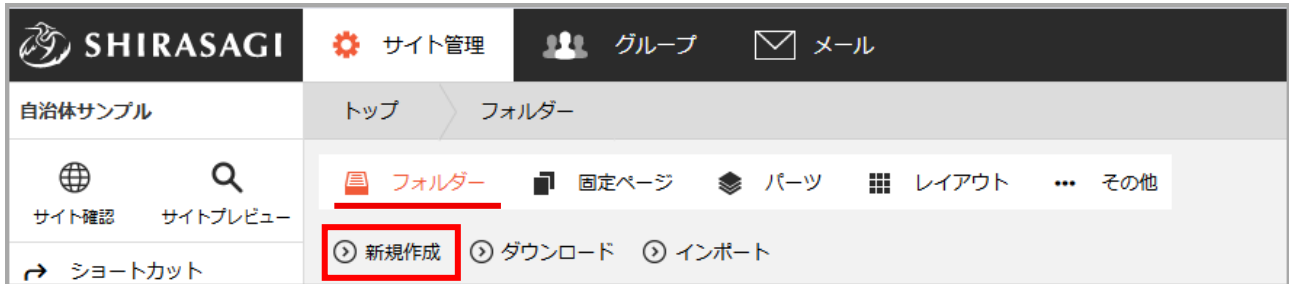 SHIRASAGI サイト管理 グループ メール
自治体サンプル トップ フォルダー
フォルダー 固定ページ パーツ レイアウト ••• その他
サイト確認 サイトプレビュー
新規作成 ダウンロード インポート
ショートカット